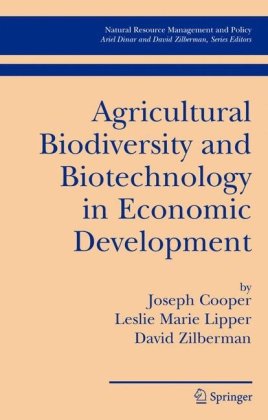 Natural Resource Management and Policy
Ariel Dinar and David Zilberman, Series Editors
Agricultural
Biodiversity and
Biotechnology
in Economic
Development
by
Joseph Cooper
Leslie Marie Lipper
David Zilberman
Springer